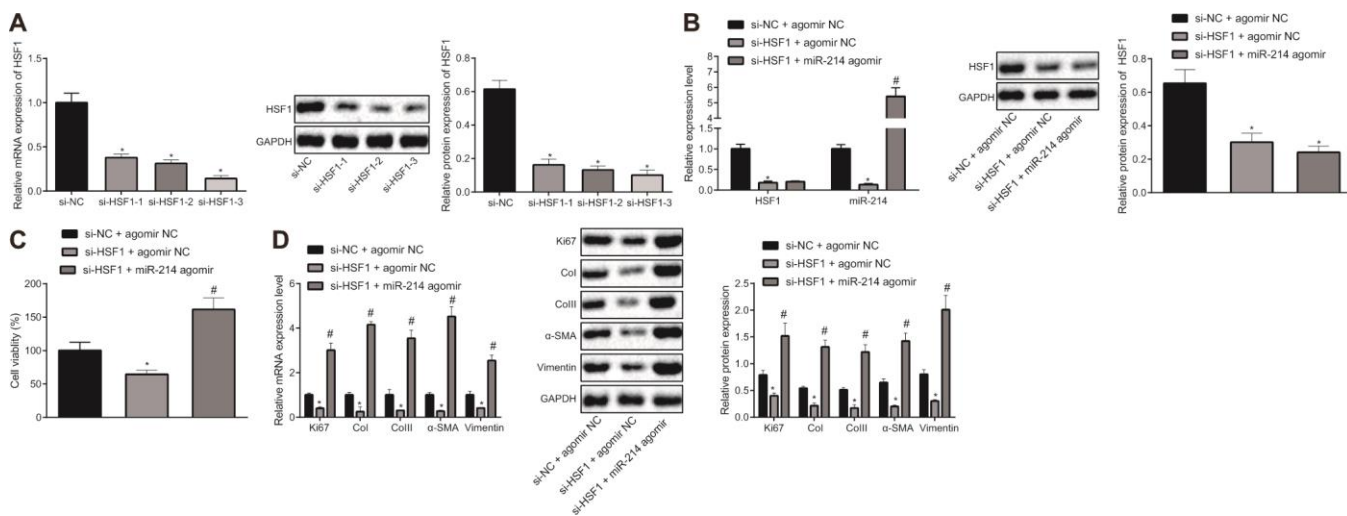 A
Relative mRNA expression of HSF1
1.5
1.0
0.5
0.0
*
*
*
si-NC
si-HSF1-1
si-HSF1-2
si-HSF1-3
HSF1
GAPDH
si-NC
si-HSF1-1
si-HSF1-2
si-HSF1-3
Relative protein expression of HSF1
0.8
0.6
0.4
0.2
0.0
*
*
*
si-NC
si-HSF1-1
si-HSF1-2
si-HSF1-3
B
si-NC + agomir NC
si-HSF1 + agomir NC
si-HSF1 + miR-214 agomir
Relative expression level
8
7
6
5
1.5
1.0
0.5
0.0
*
*
#
HSF1
miR-214
HSF1
GAPDH
si-NC + agomir NC
si-HSF1 + agomir NC
si-HSF1 + miR-214 agomir
si-NC + agomir NC
si-HSF1 + agomir NC
si-HSF1 + miR-214 agomir
Relative protein expression of HSF1
0.8
0.6
0.4
0.2
0.0
*
*
C
si-NC + agomir NC
si-HSF1 + agomir NC
si-HSF1 + miR-214 agomir
Cell viablity (%)
200
150
100
50
0
*
#
D
si-NC + agomir NC
si-HSF1 + agomir NC
si-HSF1 + miR-214 agomir
Relative mRNA expression level
6
4
2
0
*
#
*
#
*
#
*
#
*
#
Ki67
Col
ColII
α-SMA
Vimentin
Ki67
Col
ColII
α-SMA
Vimentin
GAPDH
si-NC + agomir NC
si-HSF1 + agomir NC
si-HSF1 + miR-214 agomir
si-NC + agomir NC
si-HSF1 + agomir NC
si-HSF1 + miR-214 agomir
Relative protein expression
2.5
2.0
1.5
1.0
0.5
0.0
*
#
*
#
*
#
*
#
*
#
Ki67
Col
ColII
α-SMA
Vimentin